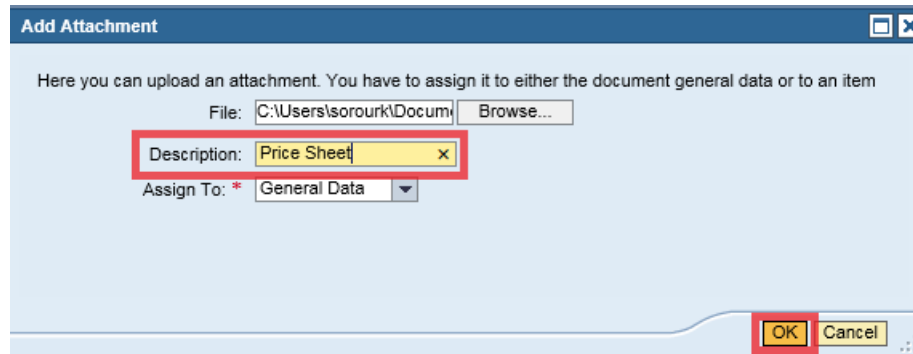 Add Attachment
Here you can upload an attachment. You have to assign it to either the document general data or to an item
File: C:\Users\sorourk\Docum Browse...
Description: Price Sheet
Assign To: * General Data
OK Cancel